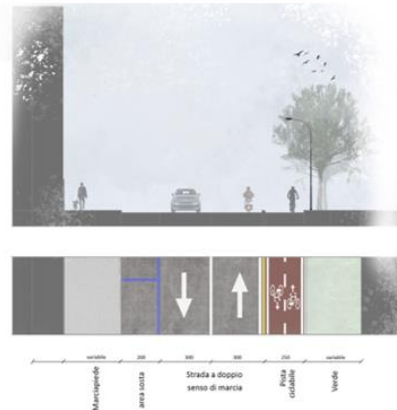 variabile
200
300
300
250
variabile
Marciapiede
area sosta
Strada a doppio
senso di marcia
Pista
ciclabile
Verde